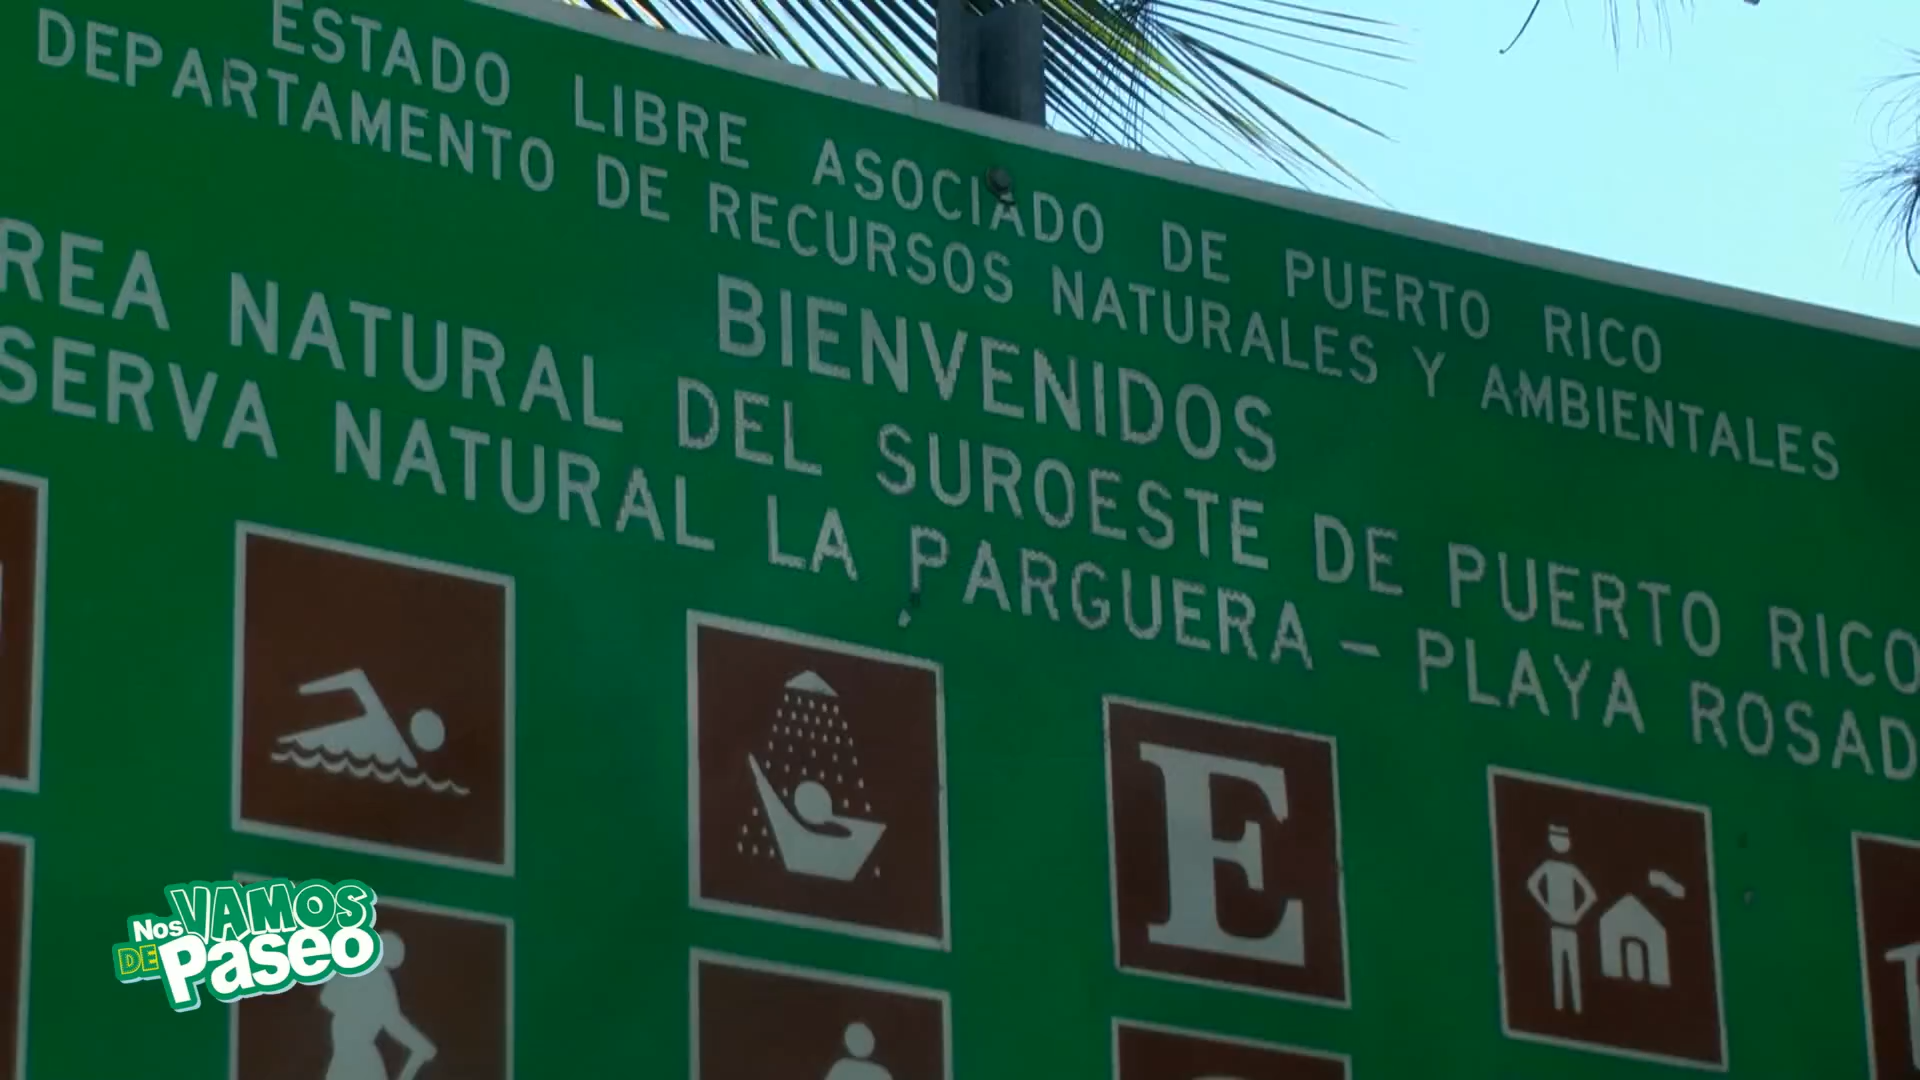 ESTADO LIBRE ASOCIADO DE PUERTO RICO
DEPARTAMENTO DE RECURSOS NATURALES Y AMBIENTALES
BIENVENIDOS
REA NATURAL DEL SUROESTE DE PUERTO RICO
SERVA NATURAL LA PARGUERA – PLAYA ROSAD
E
Nos VAMOS
DE Paseo